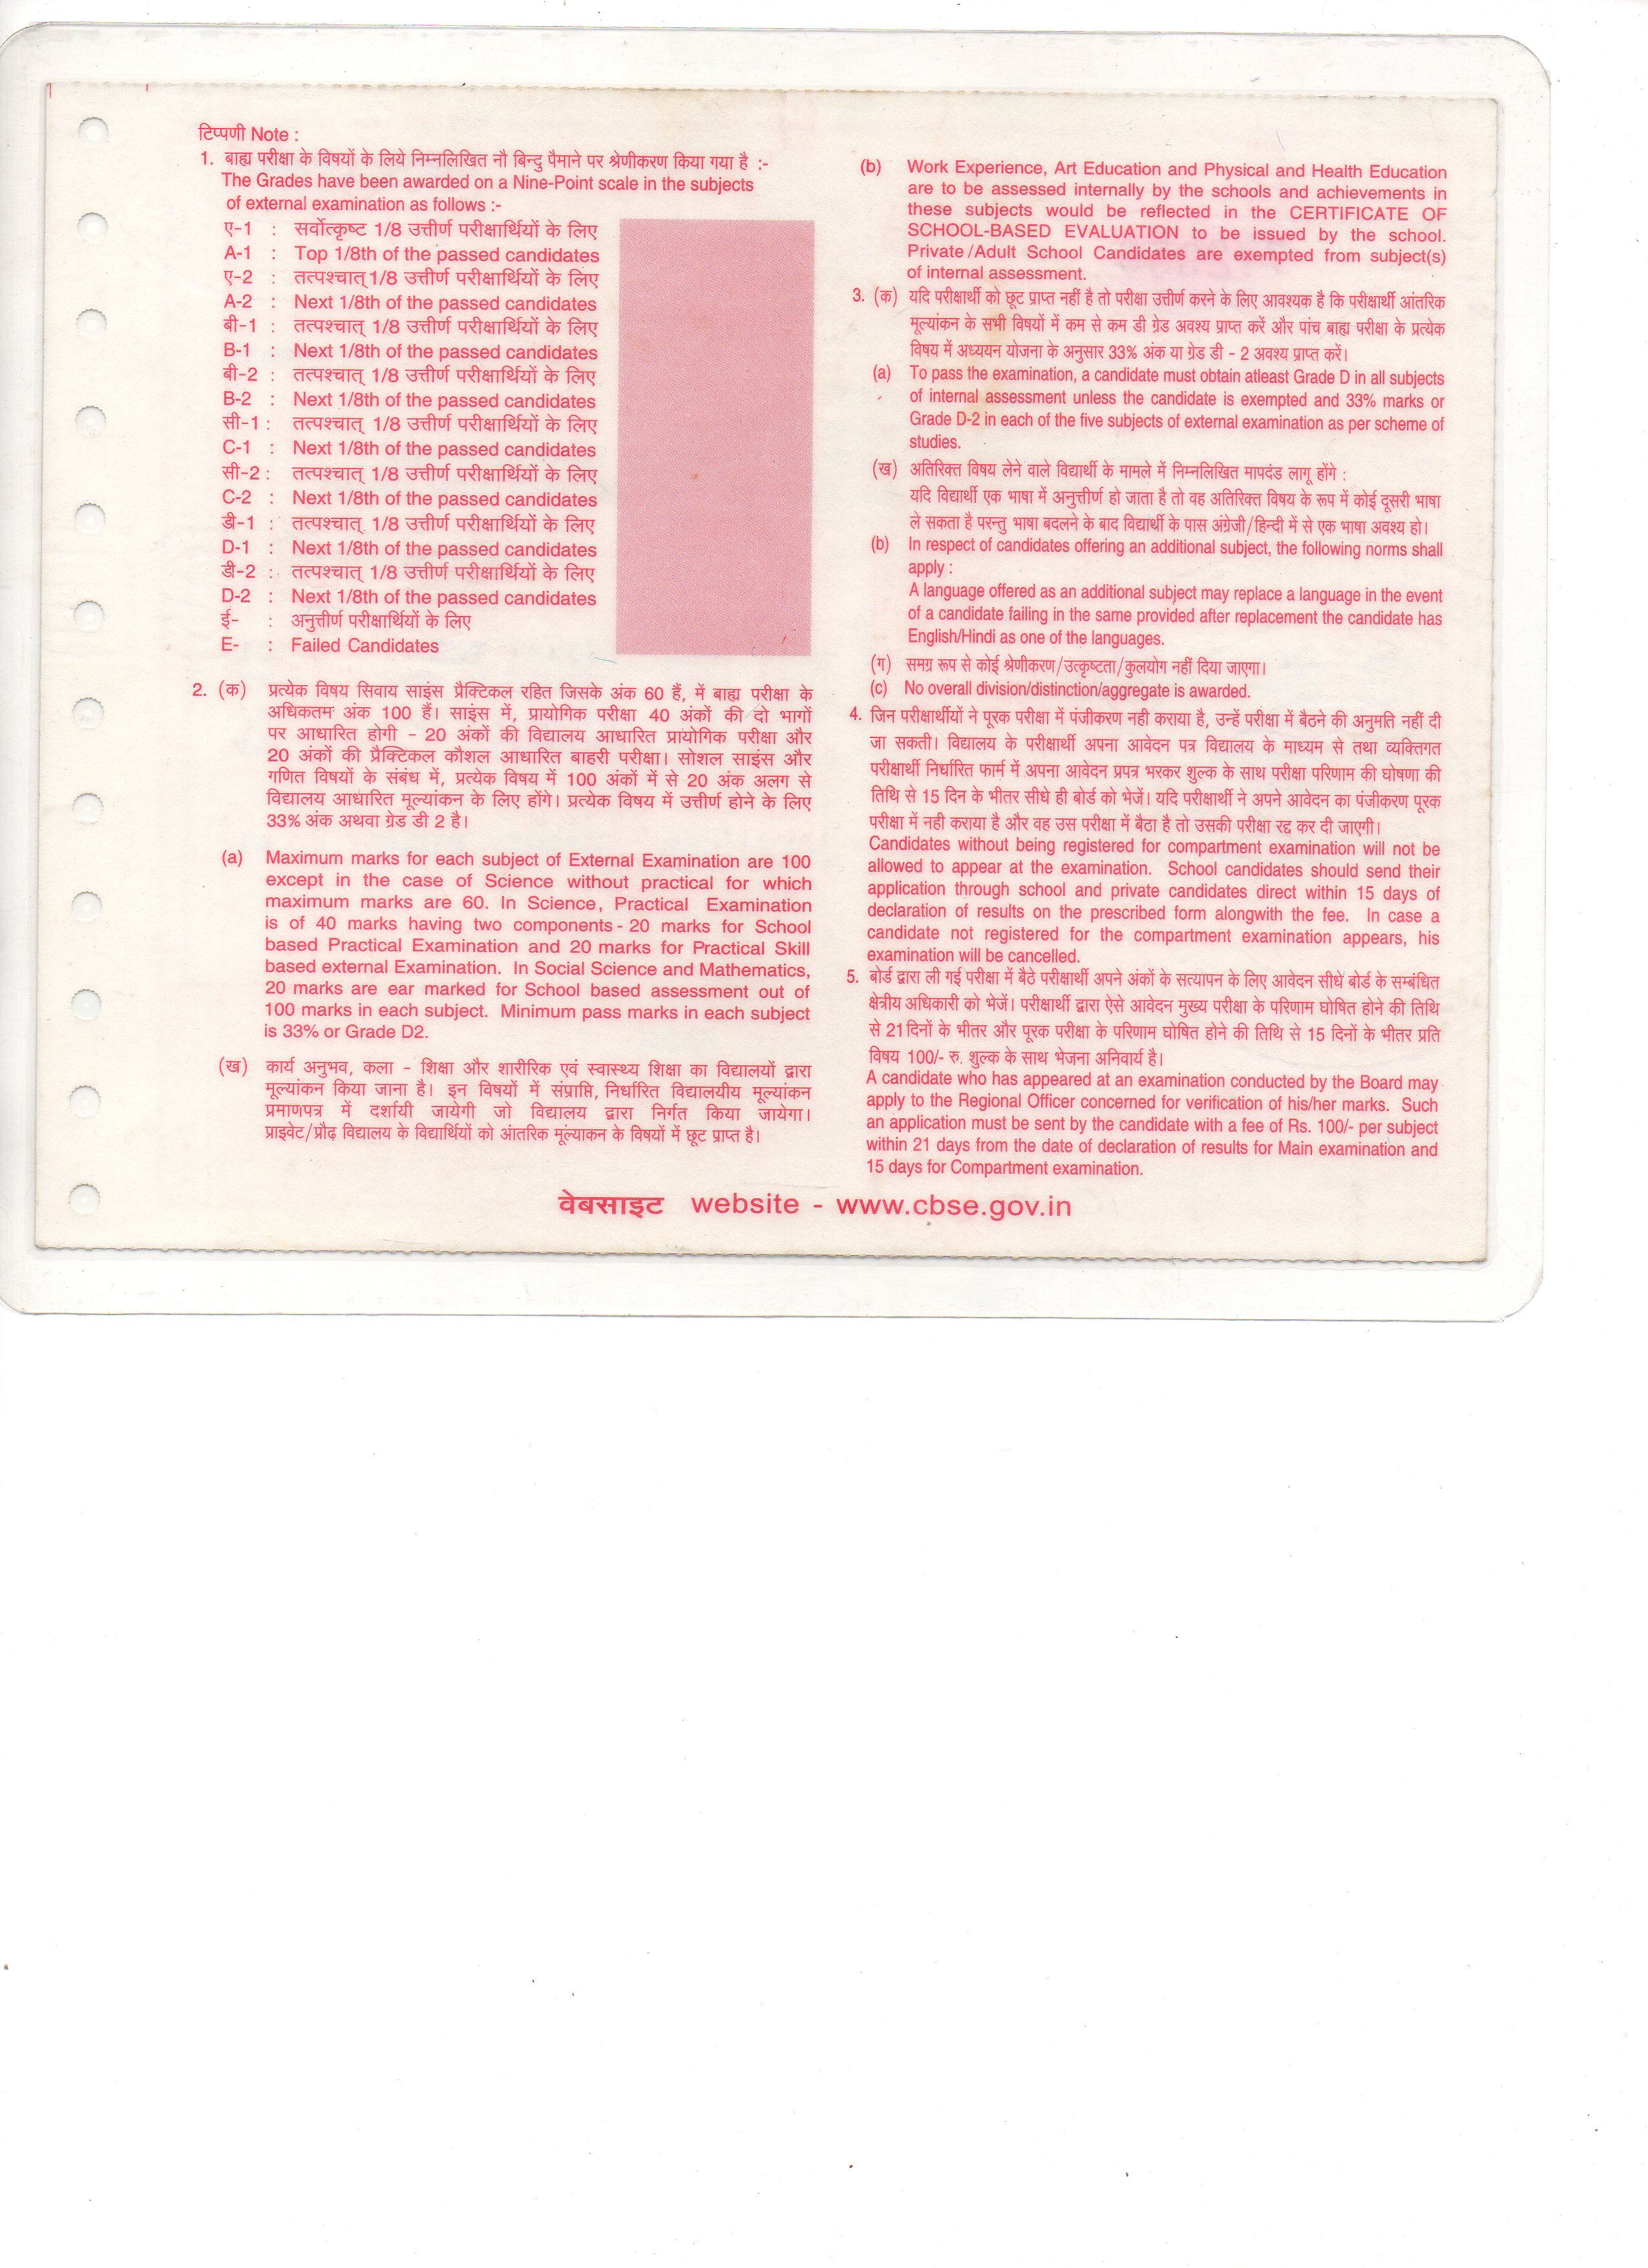 टिप्पणी Note :
1. बाह्य परीक्षा के विषयों के लिये निम्नलिखित नौ बिन्दु पैमाने पर श्रेणीकरण किया गया है :-
The Grades have been awarded on a Nine-Point scale in the subjects
of external examination as follows :-
ए-1 : सर्वोत्कृष्ट 1/8 उत्तीर्ण परीक्षार्थियों के लिए
A-1 : Top 1/8th of the passed candidates
ए-2 : तत्पश्चात् 1/8 उत्तीर्ण परीक्षार्थियों के लिए
A-2 : Next 1/8th of the passed candidates
बी-1 : तत्पश्चात् 1/8 उत्तीर्ण परीक्षार्थियों के लिए
B-1 : Next 1/8th of the passed candidates
बी-2 : तत्पश्चात् 1/8 उत्तीर्ण परीक्षार्थियों के लिए
B-2 : Next 1/8th of the passed candidates
सी-1 : तत्पश्चात् 1/8 उत्तीर्ण परीक्षार्थियों के लिए
C-1 : Next 1/8th of the passed candidates
सी-2 : तत्पश्चात् 1/8 उत्तीर्ण परीक्षार्थियों के लिए
C-2 : Next 1/8th of the passed candidates
डी-1 : तत्पश्चात् 1/8 उत्तीर्ण परीक्षार्थियों के लिए
D-1 : Next 1/8th of the passed candidates
डी-2 : तत्पश्चात् 1/8 उत्तीर्ण परीक्षार्थियों के लिए
D-2 : Next 1/8th of the passed candidates
ई- : अनुत्तीर्ण परीक्षार्थियों के लिए
E- : Failed Candidates
2. (क) प्रत्येक विषय सिवाय साइंस प्रैक्टिकल रहित जिसके अंक 60 हैं, में बाह्य परीक्षा के
अधिकतम अंक 100 हैं। साइंस में, प्रायोगिक परीक्षा 40 अंकों की दो भागों
पर आधारित होगी - 20 अंकों की विद्यालय आधारित प्रायोगिक परीक्षा और
20 अंकों की प्रैक्टिकल कौशल आधारित बाहरी परीक्षा। सोशल साइंस और
गणित विषयों के संबंध में, प्रत्येक विषय में 100 अंकों में से 20 अंक अलग से
विद्यालय आधारित मूल्यांकन के लिए होंगे। प्रत्येक विषय में उत्तीर्ण होने के लिए
33% अंक अथवा ग्रेड डी 2 है।
(a) Maximum marks for each subject of External Examination are 100
except in the case of Science without practical for which
maximum marks are 60. In Science, Practical Examination
is of 40 marks having two components - 20 marks for School
based Practical Examination and 20 marks for Practical Skill
based external Examination. In Social Science and Mathematics,
20 marks are ear marked for School based assessment out of
100 marks in each subject. Minimum pass marks in each subject
is 33% or Grade D2.
(ख) कार्य अनुभव, कला - शिक्षा और शारीरिक एवं स्वास्थ्य शिक्षा का विद्यालयों द्वारा
मूल्यांकन किया जाना है। इन विषयों में संप्राप्ति, निर्धारित विद्यालयीय मूल्यांकन
प्रमाणपत्र में दर्शायी जायेगी जो विद्यालय द्वारा निर्गत किया जायेगा।
प्राइवेट/प्रौढ़ विद्यालय के विद्यार्थियों को आंतरिक मूल्याकन के विषयों में छूट प्राप्त है।
(b) Work Experience, Art Education and Physical and Health Education
are to be assessed internally by the schools and achievements in
these subjects would be reflected in the CERTIFICATE OF
SCHOOL-BASED EVALUATION to be issued by the school.
Private /Adult School Candidates are exempted from subject(s)
of internal assessment.
3. (क) यदि परीक्षार्थी को छूट प्राप्त नहीं है तो परीक्षा उत्तीर्ण करने के लिए आवश्यक है कि परीक्षार्थी आंतरिक
मूल्यांकन के सभी विषयों में कम से कम डी ग्रेड अवश्य प्राप्त करें और पांच बाह्य परीक्षा के प्रत्येक
विषय में अध्ययन योजना के अनुसार 33% अंक या ग्रेड डी - 2 अवश्य प्राप्त करें।
(a) To pass the examination, a candidate must obtain atleast Grade D in all subjects
of internal assessment unless the candidate is exempted and 33% marks or
Grade D-2 in each of the five subjects of external examination as per scheme of
studies.
(ख) अतिरिक्त विषय लेने वाले विद्यार्थी के मामले में निम्नलिखित मापदंड लागू होंगे :
यदि विद्यार्थी एक भाषा में अनुत्तीर्ण हो जाता है तो वह अतिरिक्त विषय के रूप में कोई दूसरी भाषा
ले सकता है परन्तु भाषा बदलने के बाद विद्यार्थी के पास अंग्रेजी/हिन्दी में से एक भाषा अवश्य हो।
(b) In respect of candidates offering an additional subject, the following norms shall
apply :
A language offered as an additional subject may replace a language in the event
of a candidate failing in the same provided after replacement the candidate has
English/Hindi as one of the languages.
(ग) समग्र रूप से कोई श्रेणीकरण/उत्कृष्टता/कुलयोग नहीं दिया जाएगा।
(c) No overall division/distinction/aggregate is awarded.
4. जिन परीक्षार्थीयों ने पूरक परीक्षा में पंजीकरण नही कराया है, उन्हें परीक्षा में बैठने की अनुमति नहीं दी
जा सकती। विद्यालय के परीक्षार्थी अपना आवेदन पत्र विद्यालय के माध्यम से तथा व्यक्तिगत
परीक्षार्थी निर्धारित फार्म में अपना आवेदन प्रपत्र भरकर शुल्क के साथ परीक्षा परिणाम की घोषणा की
तिथि से 15 दिन के भीतर सीधे ही बोर्ड को भेजें। यदि परीक्षार्थी ने अपने आवेदन का पंजीकरण पूरक
परीक्षा में नही कराया है और वह उस परीक्षा में बैठा है तो उसकी परीक्षा रद्द कर दी जाएगी।
Candidates without being registered for compartment examination will not be
allowed to appear at the examination. School candidates should send their
application through school and private candidates direct within 15 days of
declaration of results on the prescribed form alongwith the fee. In case a
candidate not registered for the compartment examination appears, his
examination will be cancelled.
5. बोर्ड द्वारा ली गई परीक्षा में बैठे परीक्षार्थी अपने अंकों के सत्यापन के लिए आवेदन सीधे बोर्ड के सम्बंधित
क्षेत्रीय अधिकारी को भेजें। परीक्षार्थी द्वारा ऐसे आवेदन मुख्य परीक्षा के परिणाम घोषित होने की तिथि
से 21 दिनों के भीतर और पूरक परीक्षा के परिणाम घोषित होने की तिथि से 15 दिनों के भीतर प्रति
विषय 100/- रु. शुल्क के साथ भेजना अनिवार्य है।
A candidate who has appeared at an examination conducted by the Board may
apply to the Regional Officer concerned for verification of his/her marks. Such
an application must be sent by the candidate with a fee of Rs. 100/- per subject
within 21 days from the date of declaration of results for Main examination and
15 days for Compartment examination.
वेबसाइट website - www.cbse.gov.in